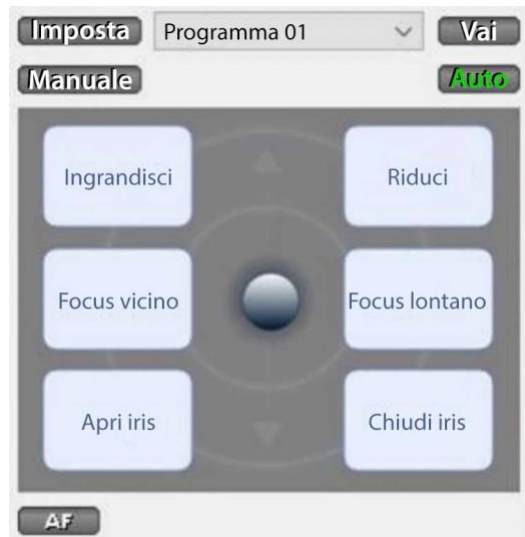 Imposta Programma 01 Vai
Manuale Auto
Ingrandisci Riduci
Focus vicino Focus lontano
Apri iris Chiudi iris
AF